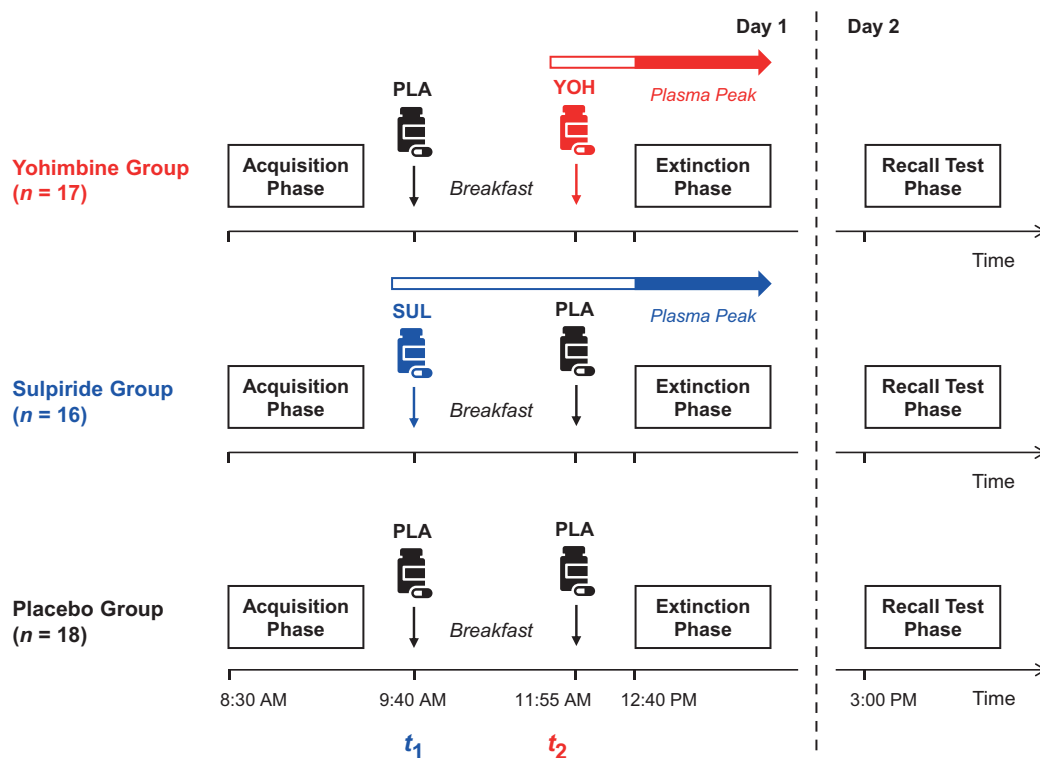 Day 1
Day 2
PLA
YOH
Plasma Peak
Yohimbine Group
(n = 17)
Acquisition
Phase
Breakfast
Extinction
Phase
Recall Test
Phase
Time
SUL
PLA
Plasma Peak
Sulpiride Group
(n = 16)
Acquisition
Phase
Breakfast
Extinction
Phase
Recall Test
Phase
Time
PLA
PLA
Placebo Group
(n = 18)
Acquisition
Phase
Breakfast
Extinction
Phase
Recall Test
Phase
8:30 AM
9:40 AM
11:55 AM
12:40 PM
3:00 PM
Time
t1
t2